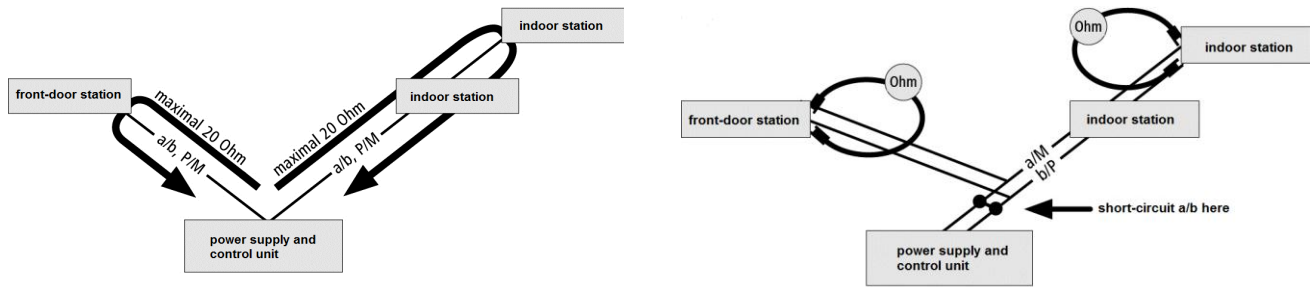 indoor station
front-door station
indoor station
maximal 20 Ohm
a/b, P/M
maximal 20 Ohm
a/b, P/M
power supply and
control unit
Ohm
indoor station
Ohm
front-door station
indoor station
a/M
b/P
short-circuit a/b here
power supply and
control unit